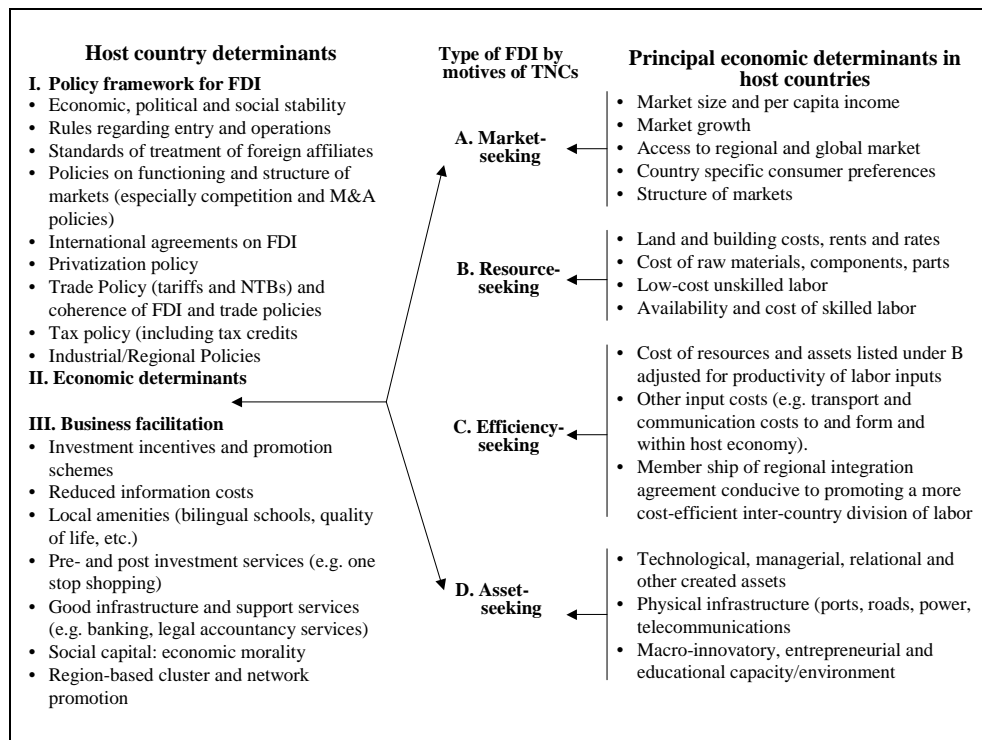 Host country determinants
I. Policy framework for FDI
• Economic, political and social stability
• Rules regarding entry and operations
• Standards of treatment of foreign affiliates
• Policies on functioning and structure of
markets (especially competition and M&A
policies)
• International agreements on FDI
• Privatization policy
• Trade Policy (tariffs and NTBs) and
coherence of FDI and trade policies
• Tax policy (including tax credits
• Industrial/Regional Policies
II. Economic determinants
III. Business facilitation
• Investment incentives and promotion
schemes
• Reduced information costs
• Local amenities (bilingual schools, quality
of life, etc.)
• Pre- and post investment services (e.g. one
stop shopping)
• Good infrastructure and support services
(e.g. banking, legal accountancy services)
• Social capital: economic morality
• Region-based cluster and network
promotion
Type of FDI by
motives of TNCs
A. Market-
seeking
B. Resource-
seeking
C. Efficiency-
seeking
D. Asset-
seeking
Principal economic determinants in
host countries
• Market size and per capita income
• Market growth
• Access to regional and global market
• Country specific consumer preferences
• Structure of markets
• Land and building costs, rents and rates
• Cost of raw materials, components, parts
• Low-cost unskilled labor
• Availability and cost of skilled labor
• Cost of resources and assets listed under B
adjusted for productivity of labor inputs
• Other input costs (e.g. transport and
communication costs to and form and
within host economy).
• Member ship of regional integration
agreement conducive to promoting a more
cost-efficient inter-country division of labor
• Technological, managerial, relational and
other created assets
• Physical infrastructure (ports, roads, power,
telecommunications
• Macro-innovatory, entrepreneurial and
educational capacity/environment